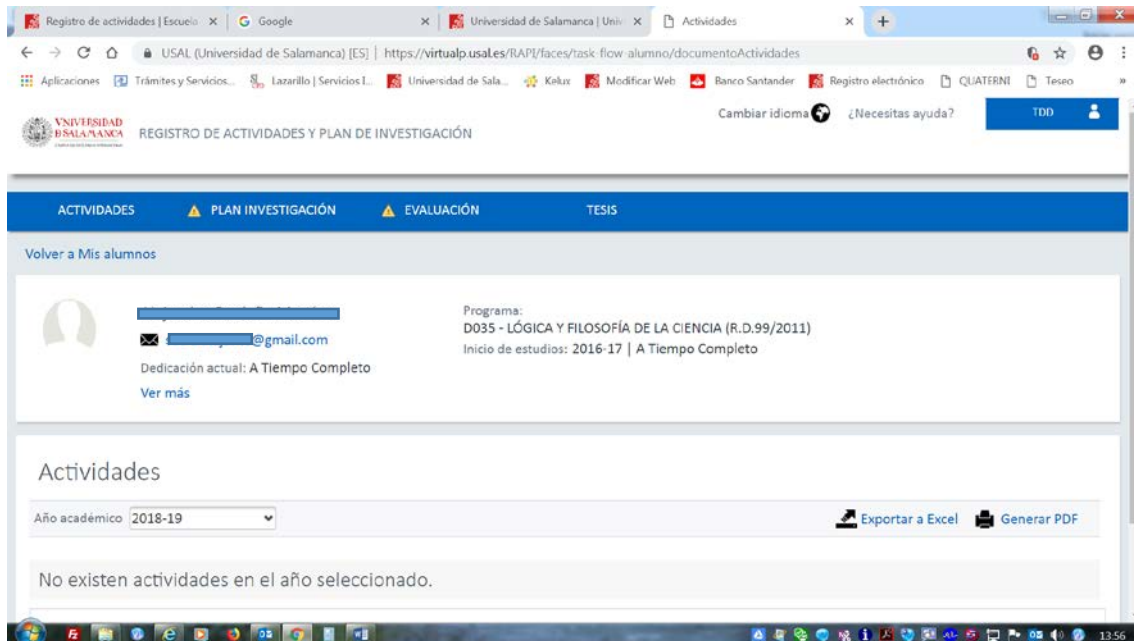 Registro de actividades | Escuela
Google
Universidad de Salamanca | Univ
Actividades
USAL (Universidad de Salamanca) [ES] | https://virtualp.usal.es/RAPI/faces/task-flow-alumno/documentoActividades
Aplicaciones Trámites y Servicios... Lazarillo | Servicios I... Universidad de Sala... Kelux Modificar Web Banco Santander Registro electrónico QUATERNI Teseo »
VNIVERSIDAD
D SALAMANCA
REGISTRO DE ACTIVIDADES Y PLAN DE INVESTIGACIÓN
Cambiar idioma ¿Necesitas ayuda? TDD
ACTIVIDADES PLAN INVESTIGACIÓN EVALUACIÓN TESIS
Volver a Mis alumnos
@gmail.com
Dedicación actual: A Tiempo Completo
Ver más
Programa:
D035 - LÓGICA Y FILOSOFÍA DE LA CIENCIA (R.D.99/2011)
Inicio de estudios: 2016-17 | A Tiempo Completo
Actividades
Año académico 2018-19
Exportar a Excel Generar PDF
No existen actividades en el año seleccionado.
13:56